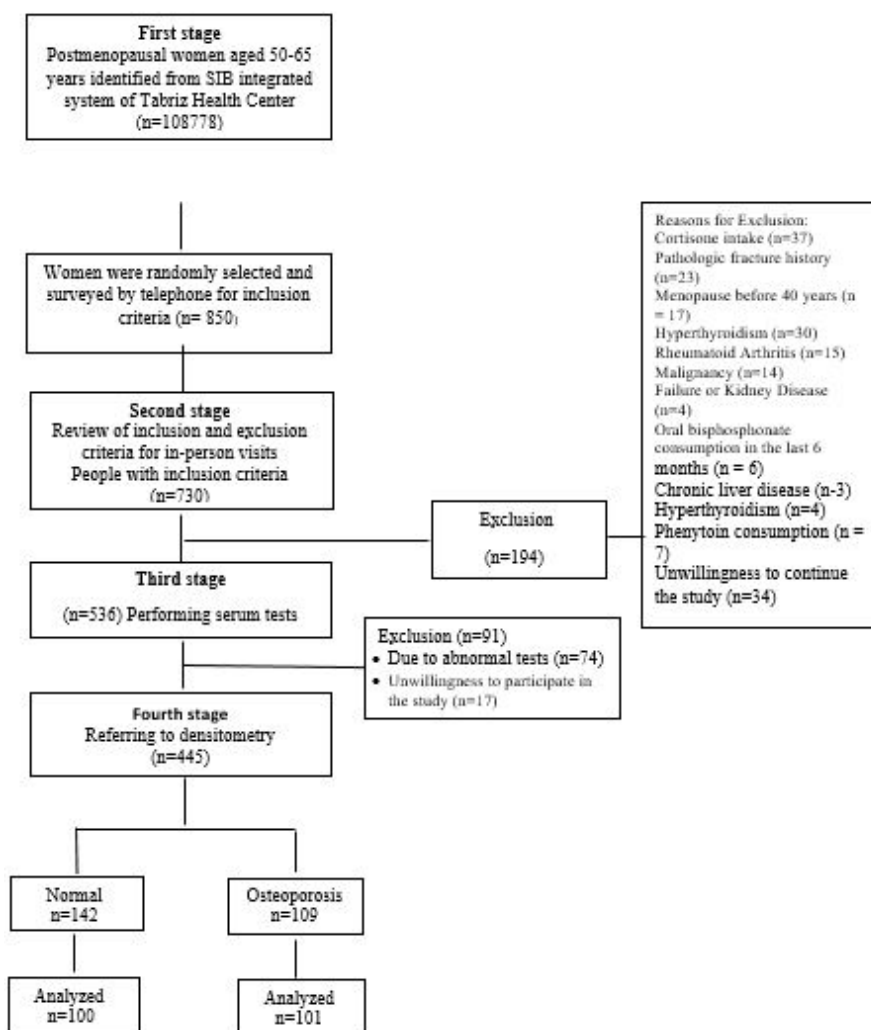 First stage
Postmenopausal women aged 50-65
years identified from SIB integrated
system of Tabriz Health Center
(n=108778)
Women were randomly selected and
surveyed by telephone for inclusion
criteria (n= 850)
Second stage
Review of inclusion and exclusion
criteria for in-person visits
People with inclusion criteria
(n=730)
Exclusion
(n=194)
Reasons for Exclusion:
Cortisone intake (n=37)
Pathologic fracture history
(n=23)
Menopause before 40 years (n
= 17)
Hyperthyroidism (n=30)
Rheumatoid Arthritis (n=15)
Malignancy (n=14)
Failure or Kidney Disease
(n=4)
Oral bisphosphonate
consumption in the last 6
months (n = 6)
Chronic liver disease (n-3)
Hyperthyroidism (n=4)
Phenytoin consumption (n =
7)
Unwillingness to continue
the study (n=34)
Third stage
(n=536) Performing serum tests
Exclusion (n=91)
• Due to abnormal tests (n=74)
• Unwillingness to participate in
the study (n=17)
Fourth stage
Referring to densitometry
(n=445)
Normal
n=142
Osteoporosis
n=109
Analyzed
n=100
Analyzed
n=101